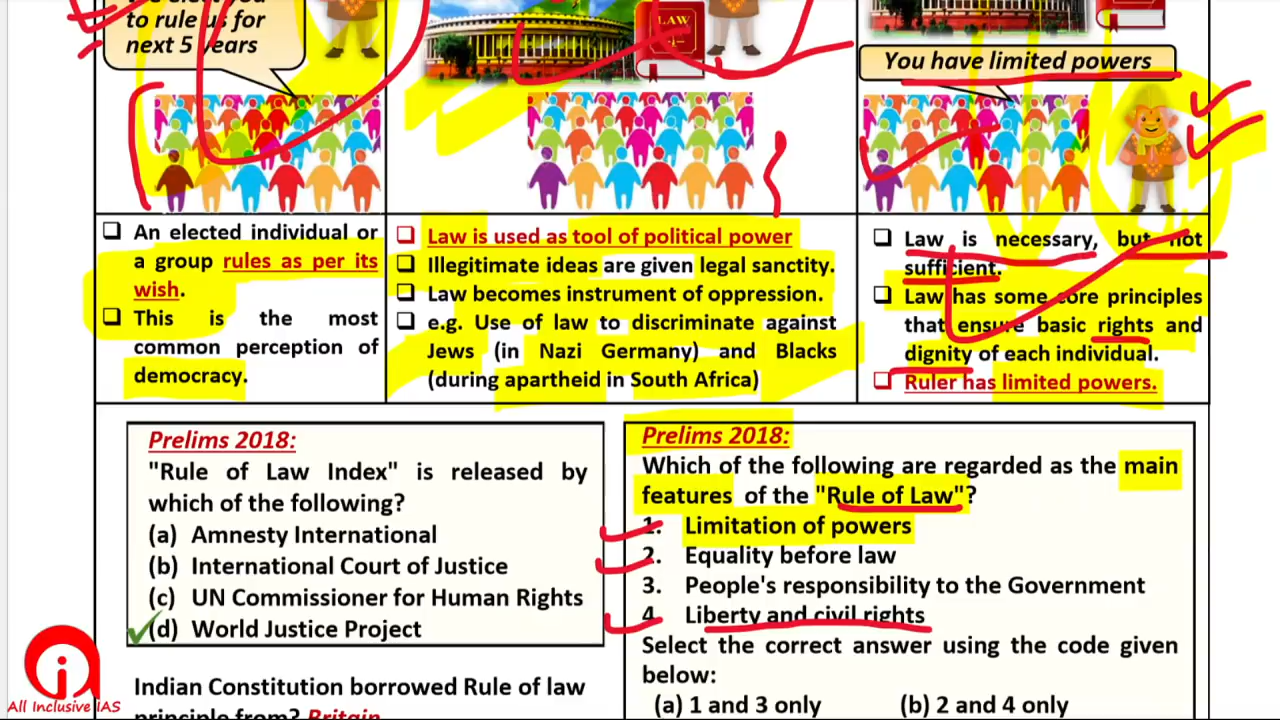 to rule us for
next 5 years
LAW
You have limited powers
❑ An elected individual or
a group rules as per its
wish.
❑ This is the most
common perception of
democracy.
❑ Law is used as tool of political power
❑ Illegitimate ideas are given legal sanctity.
❑ Law becomes instrument of oppression.
❑ e.g. Use of law to discriminate against
Jews (in Nazi Germany) and Blacks
(during apartheid in South Africa)
❑ Law is necessary, but not
sufficient.
❑ Law has some core principles
that ensure basic rights and
dignity of each individual.
❑ Ruler has limited powers.
Prelims 2018:
"Rule of Law Index" is released by
which of the following?
(a) Amnesty International
(b) International Court of Justice
(c) UN Commissioner for Human Rights
(d) World Justice Project
Indian Constitution borrowed Rule of law
principle from? Britain
Prelims 2018:
Which of the following are regarded as the main
features of the "Rule of Law"?
1. Limitation of powers
2. Equality before law
3. People's responsibility to the Government
4. Liberty and civil rights
Select the correct answer using the code given
below:
(a) 1 and 3 only (b) 2 and 4 only
All Inclusive IAS